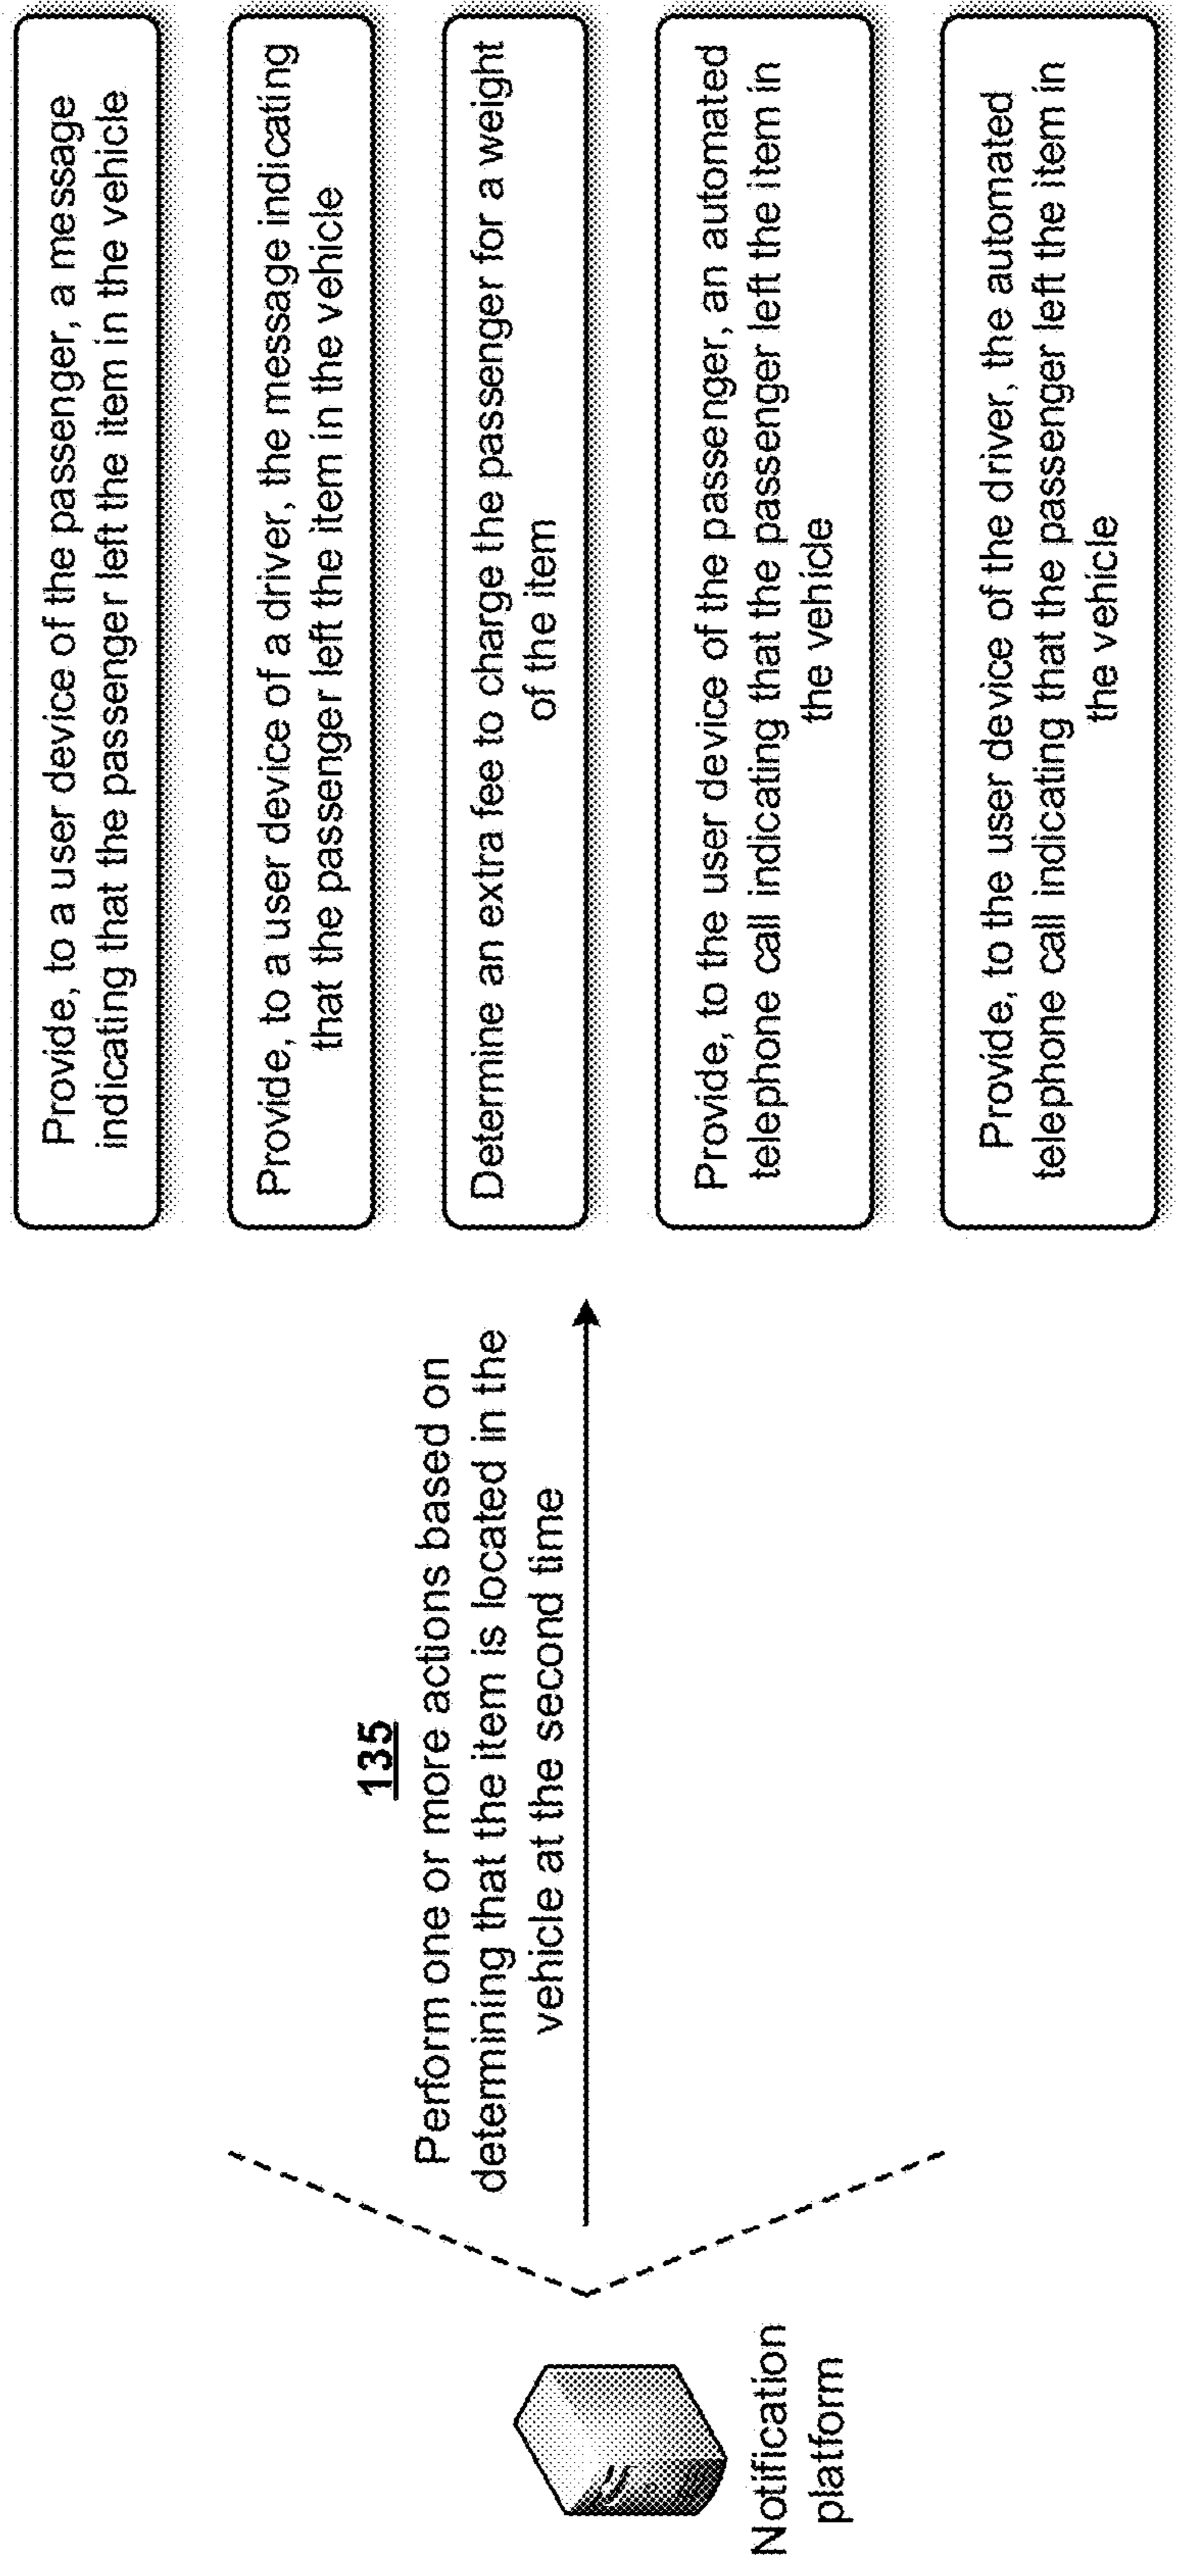 135
Perform one or more actions based on
determining that the item is located in the
vehicle at the second time
Notification
platform
Provide, to a user device of the passenger, a message
indicating that the passenger left the item in the vehicle
Provide, to a user device of a driver, the message indicating
that the passenger left the item in the vehicle
Determine an extra fee to charge the passenger for a weight
of the item
Provide, to the user device of the passenger, an automated
telephone call indicating that the passenger left the item in
the vehicle
Provide, to the user device of the driver, the automated
telephone call indicating that the passenger left the item in
the vehicle